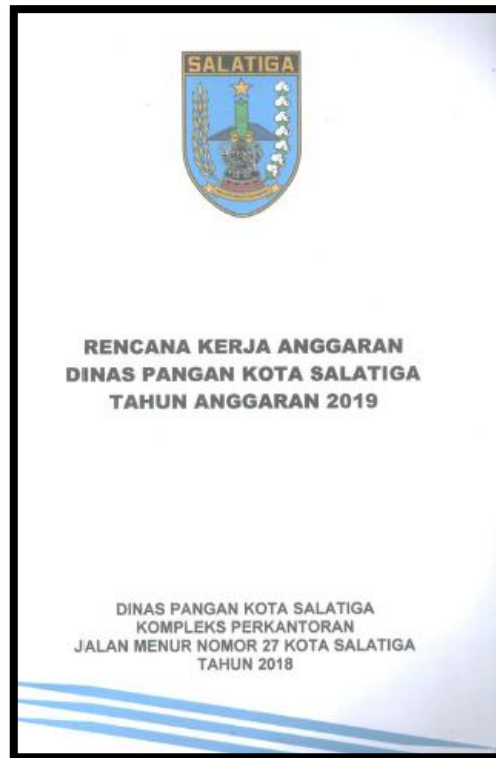 SALATIGA
RENCANA KERJA ANGGARAN
DINAS PANGAN KOTA SALATIGA
TAHUN ANGGARAN 2019
DINAS PANGAN KOTA SALATIGA
KOMPLEKS PERKANTORAN
JALAN MENUR NOMOR 27 KOTA SALATIGA
TAHUN 2018